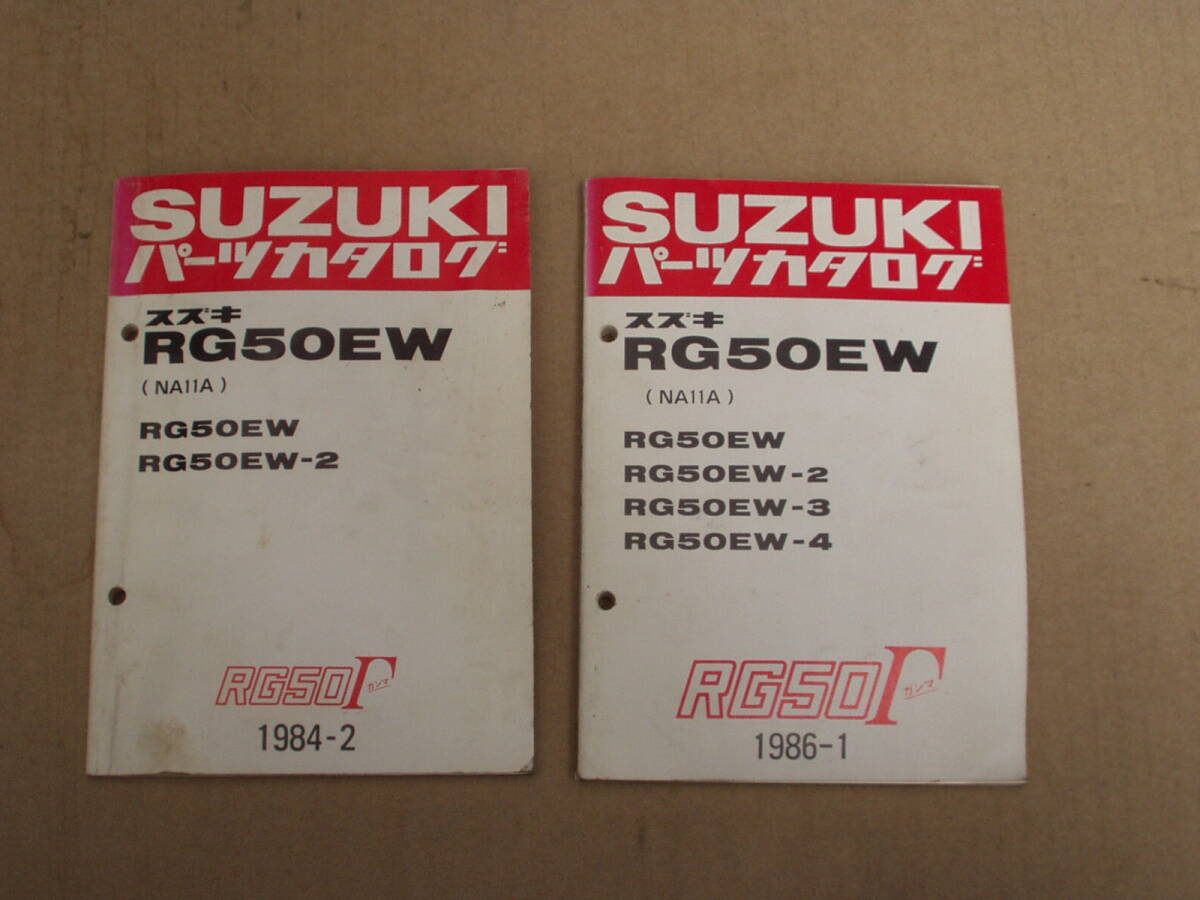 SUZUKI
パーツカタログ
スズキ
RG50EW
(NA11A)
RG50EW
RG50EW-2
RG50Γ
ガンマ
1984-2
SUZUKI
パーツカタログ
スズキ
RG50EW
(NA11A)
RG50EW
RG50EW-2
RG50EW-3
RG50EW-4
RG50Γ
ガンマ
1986-1